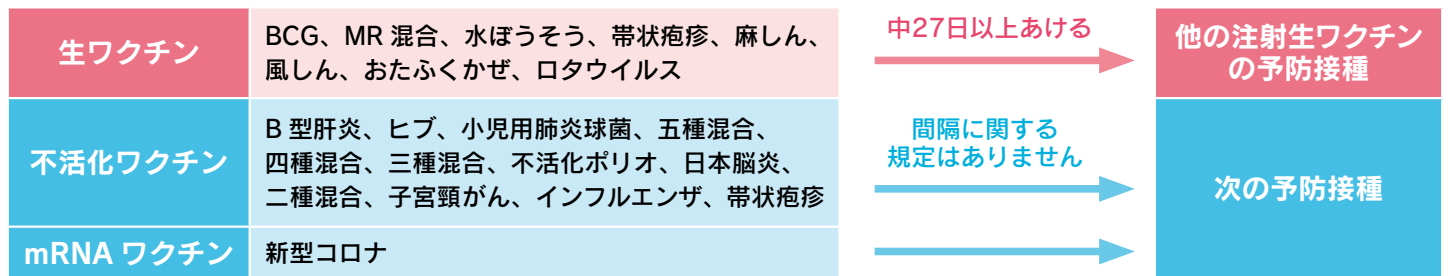 生ワクチン
BCG、MR 混合、水ぼうそう、帯状疱疹、麻しん、
風しん、おたふくかぜ、ロタウイルス
中27日以上あける
他の注射生ワクチン
の予防接種
不活化ワクチン
B 型肝炎、ヒブ、小児用肺炎球菌、五種混合、
四種混合、三種混合、不活化ポリオ、日本脳炎、
二種混合、子宮頸がん、インフルエンザ、帯状疱疹
間隔に関する
規定はありません
次の予防接種
mRNA ワクチン
新型コロナ